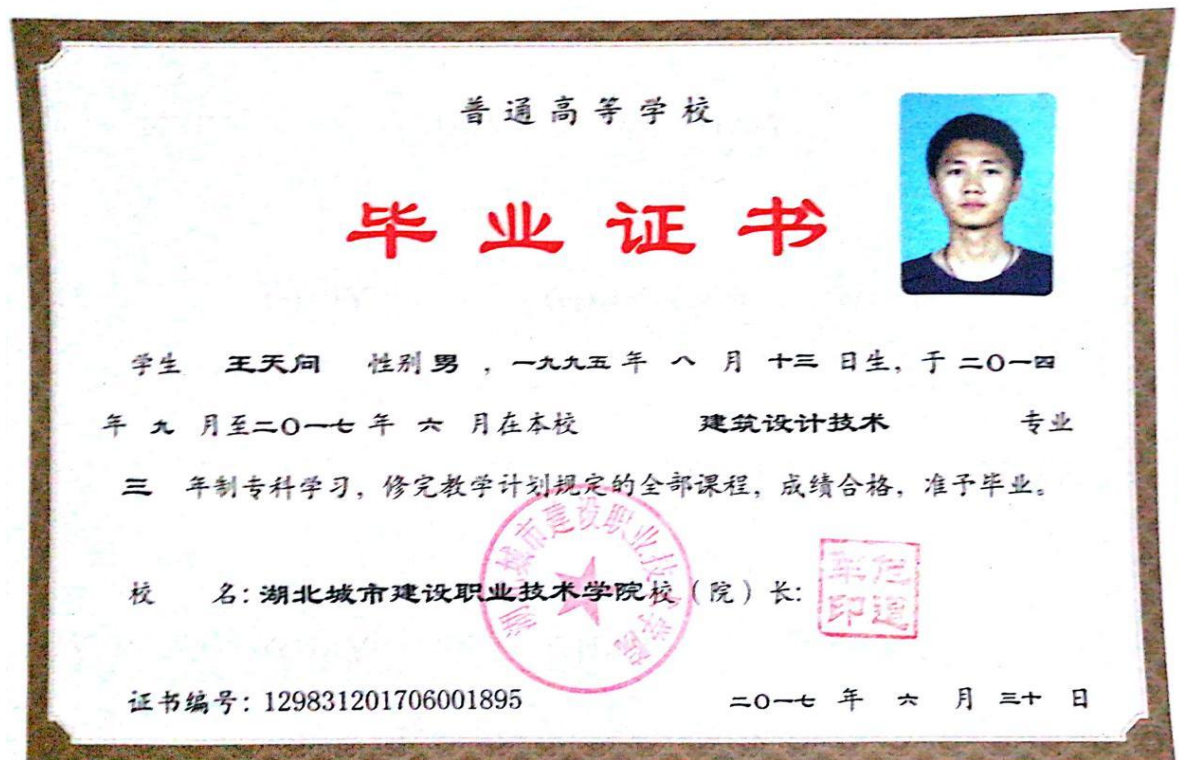 普通高等学校
毕业证书
学生 王天问 性别 男 ，一九九五 年 八 月 十三 日生，于 二〇一四
年 九 月至二〇一七 年 六 月在本校 建筑设计技术 专业
三 年制专科学习，修完教学计划规定的全部课程，成绩合格，准予毕业。
校 名：湖北城市建设职业技术学院校（院）长：
证书编号：129831201706001895 二〇一七 年 六 月 三十 日